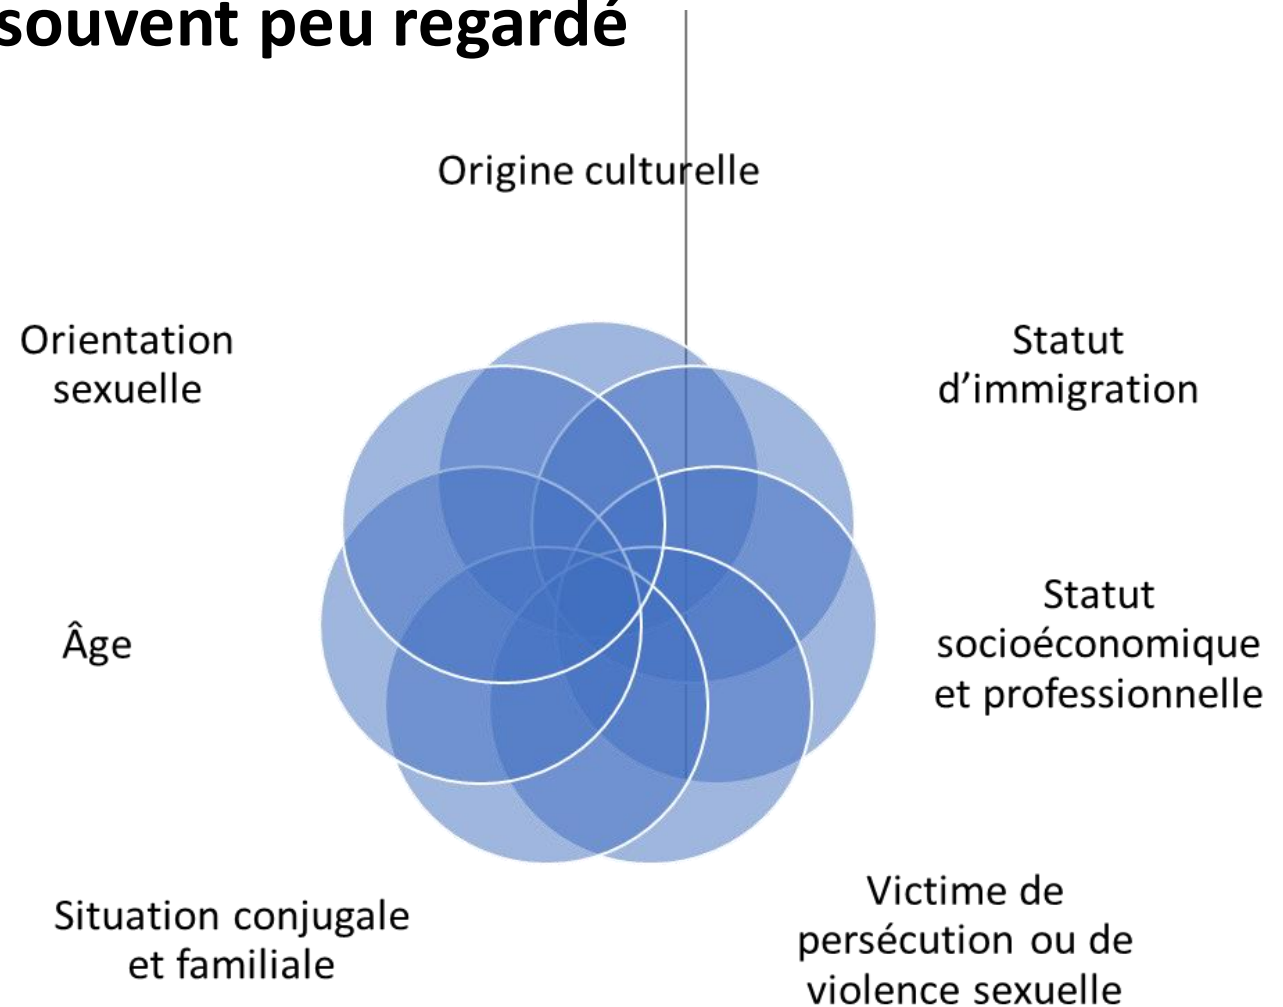 souvent peu regardé
Origine culturelle
Orientation
sexuelle
Statut
d’immigration
Âge
Statut
socioéconomique
et professionnelle
Situation conjugale
et familiale
Victime de
persécution ou de
violence sexuelle